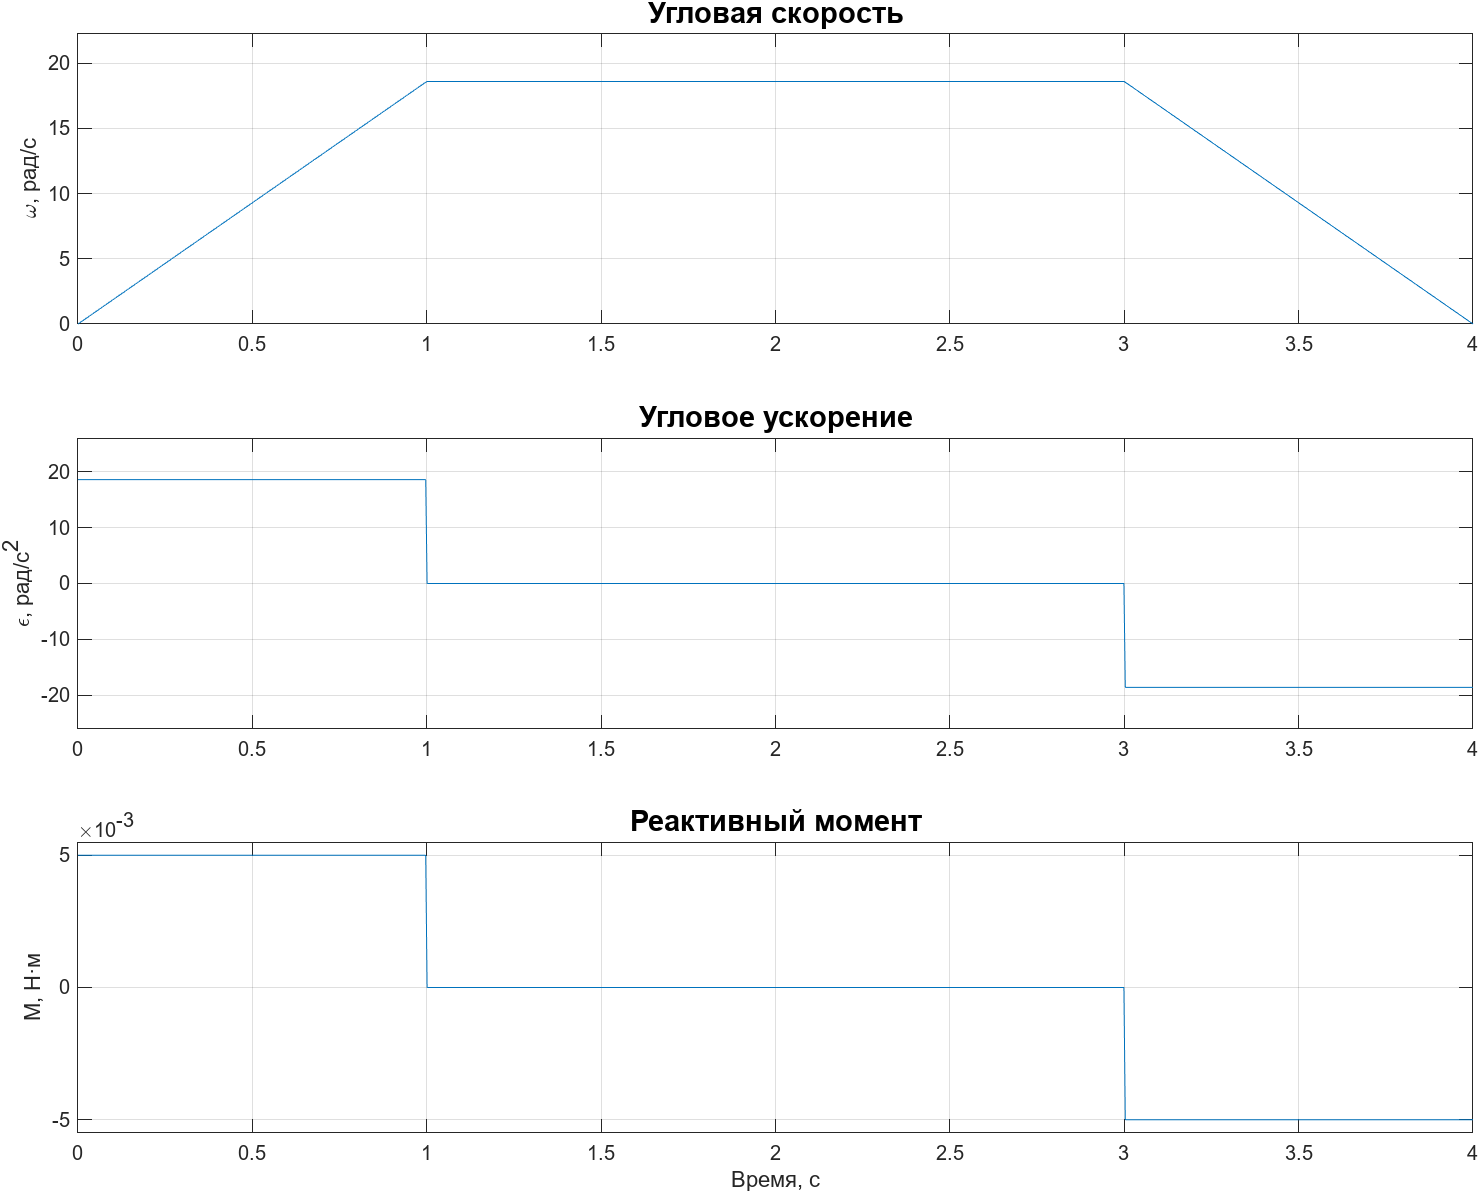 Угловая скорость
20
15
10
5
0
ω, рад/с
0 0.5 1 1.5 2 2.5 3 3.5 4
Угловое ускорение
20
10
0
-10
-20
ϵ, рад/с²
0 0.5 1 1.5 2 2.5 3 3.5 4
Реактивный момент
×10⁻³
5
0
-5
М, Н·м
0 0.5 1 1.5 2 2.5 3 3.5 4
Время, с